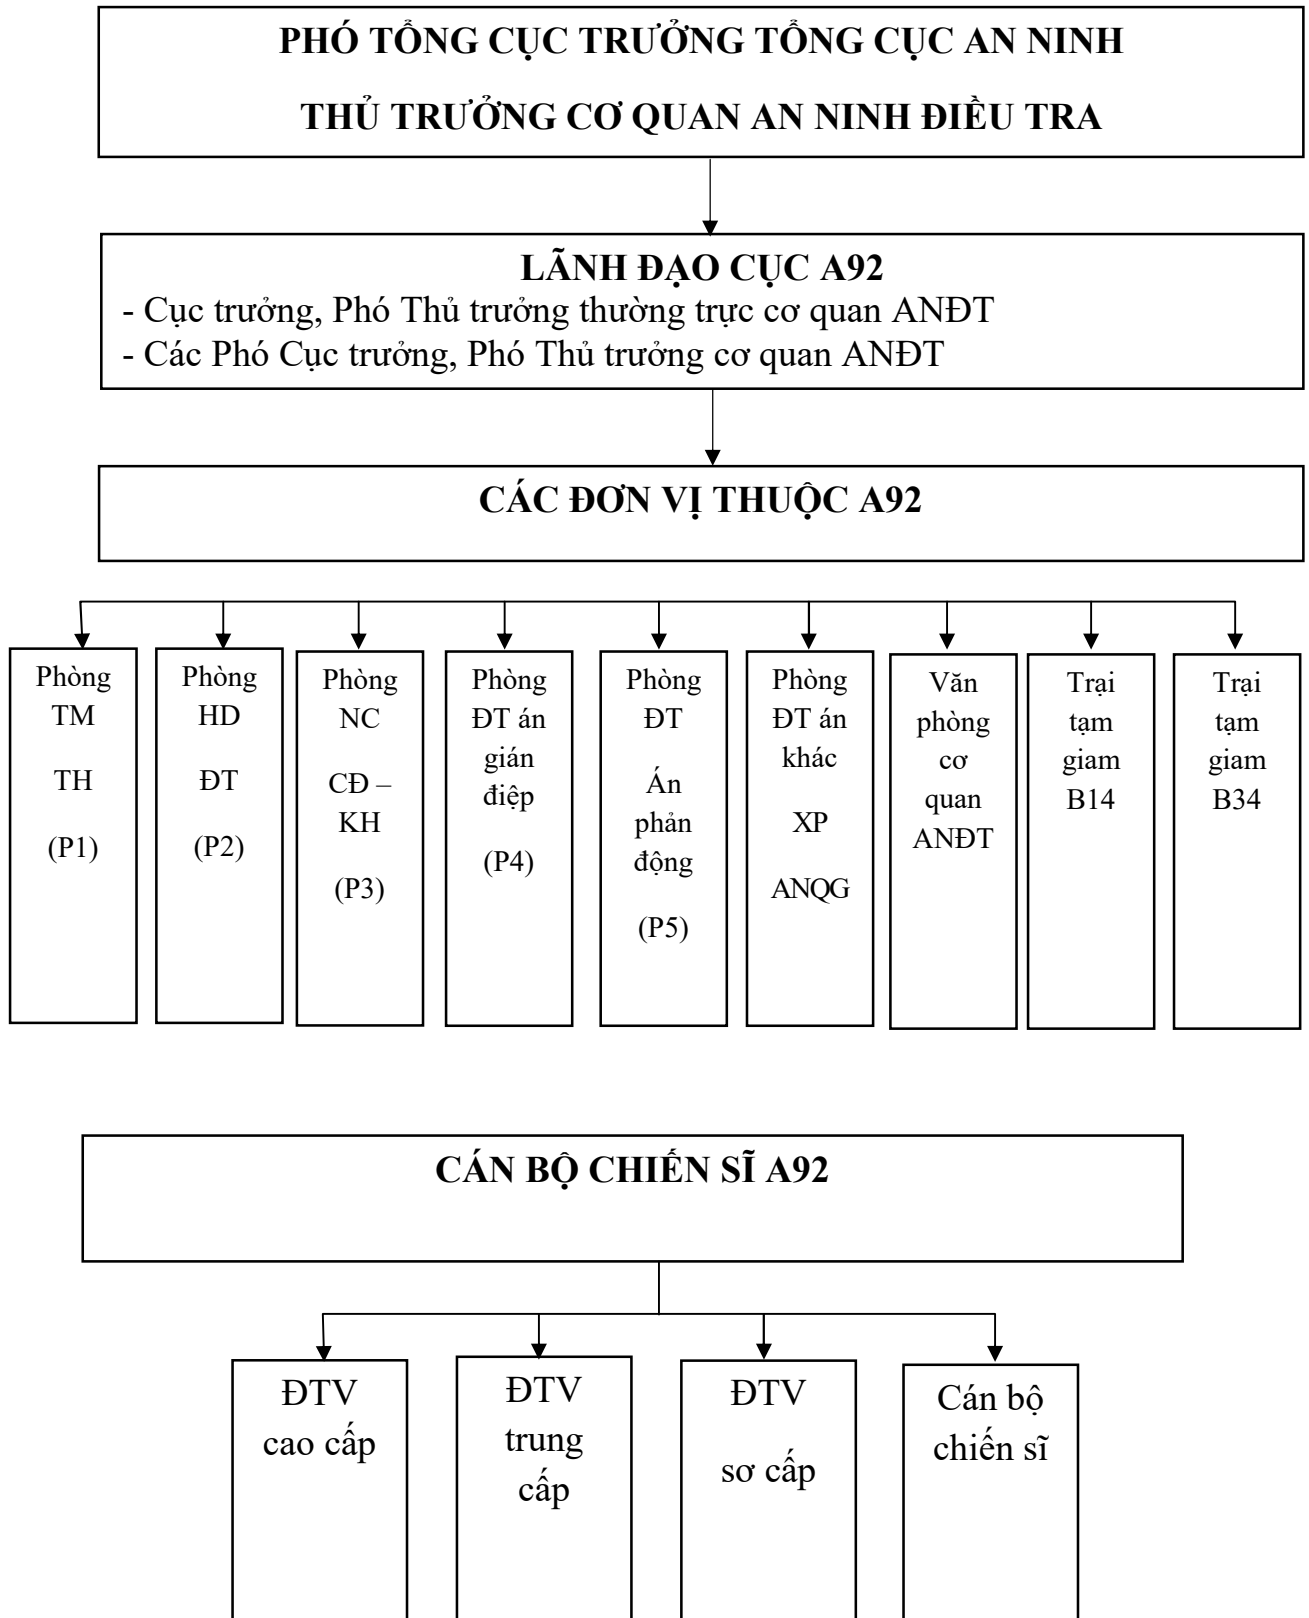 PHÓ TỔNG CỤC TRƯỞNG TỔNG CỤC AN NINH
THỦ TRƯỞNG CƠ QUAN AN NINH ĐIỀU TRA
LÃNH ĐẠO CỤC A92
- Cục trưởng, Phó Thủ trưởng thường trực cơ quan ANĐT
- Các Phó Cục trưởng, Phó Thủ trưởng cơ quan ANĐT
CÁC ĐƠN VỊ THUỘC A92
Phòng
TM
TH
(P1)
Phòng
HD
ĐT
(P2)
Phòng
NC
CĐ –
KH
(P3)
Phòng
ĐT án
gián
điệp
(P4)
Phòng
ĐT
Án
phản
động
(P5)
Phòng
ĐT án
khác
XP
ANQG
Văn
phòng
cơ
quan
ANĐT
Trại
tạm
giam
B14
Trại
tạm
giam
B34
CÁN BỘ CHIẾN SĨ A92
ĐTV
cao cấp
ĐTV
trung
cấp
ĐTV
sơ cấp
Cán bộ
chiến sĩ